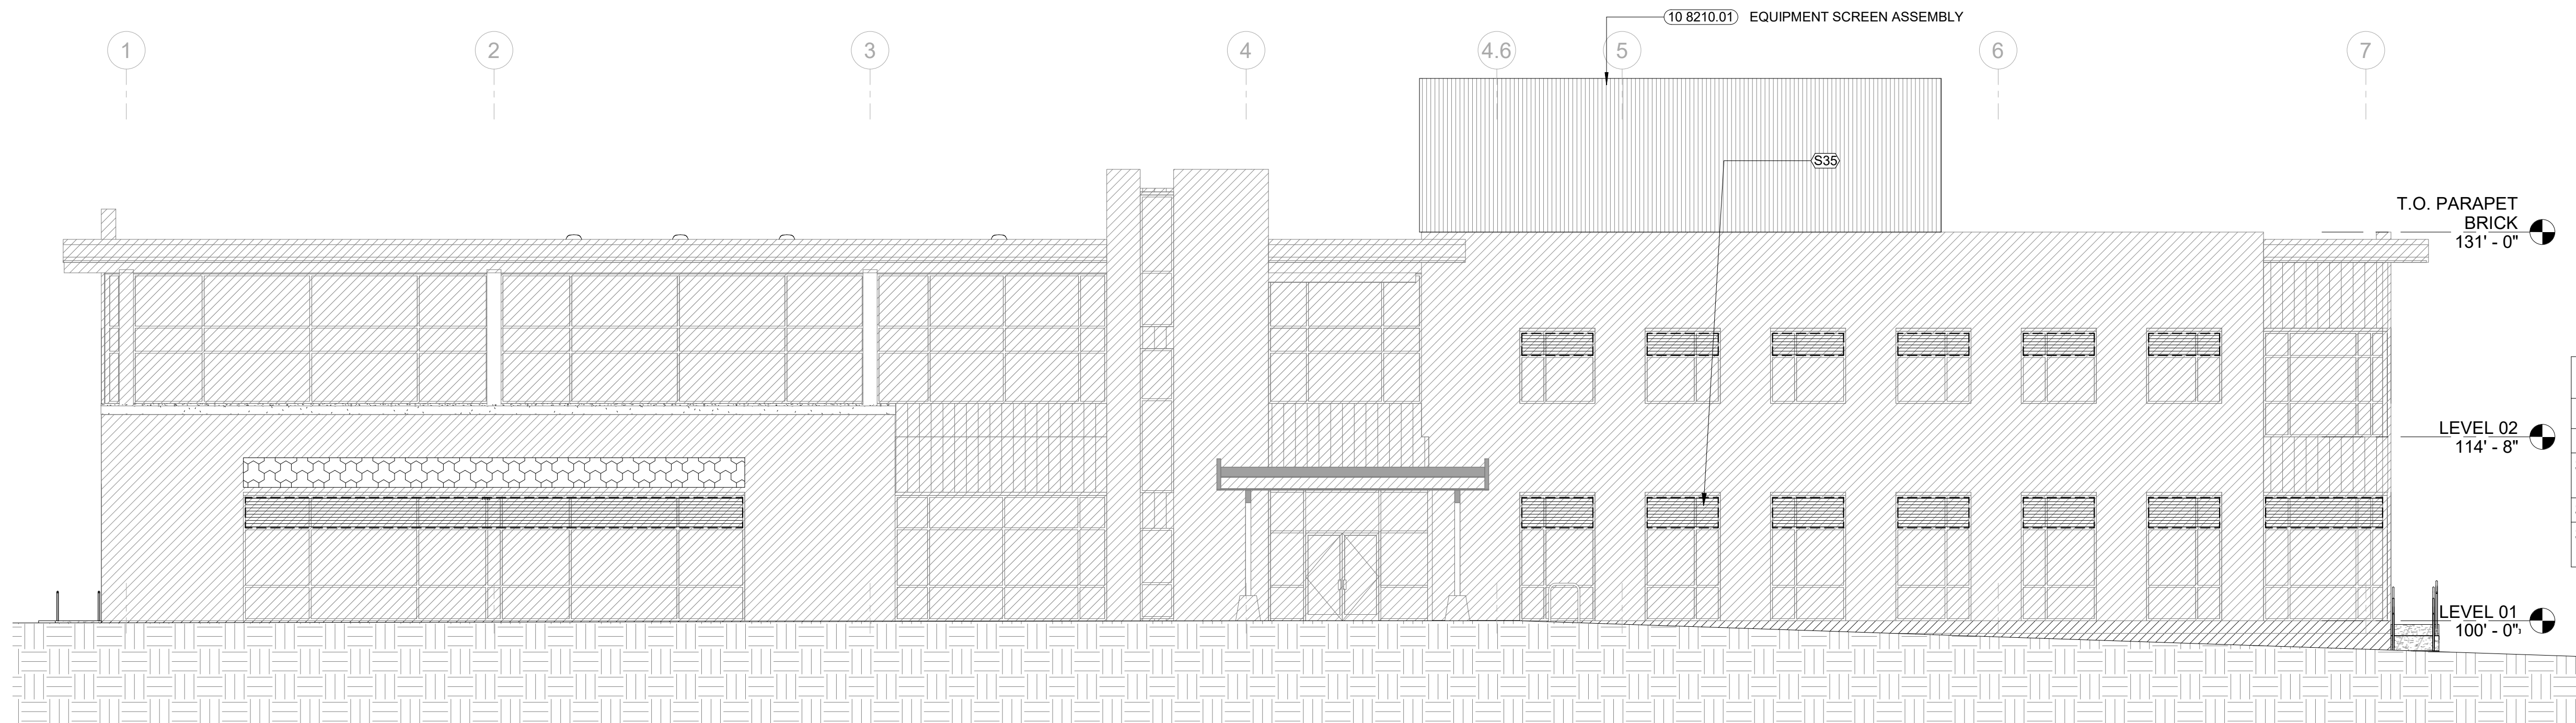 10 8210.01 EQUIPMENT SCREEN ASSEMBLY
1 2 3 4 4.6 5 6 7
S35
T.O. PARAPET
BRICK
131' - 0"
LEVEL 02
114' - 8"
LEVEL 01
100' - 0"